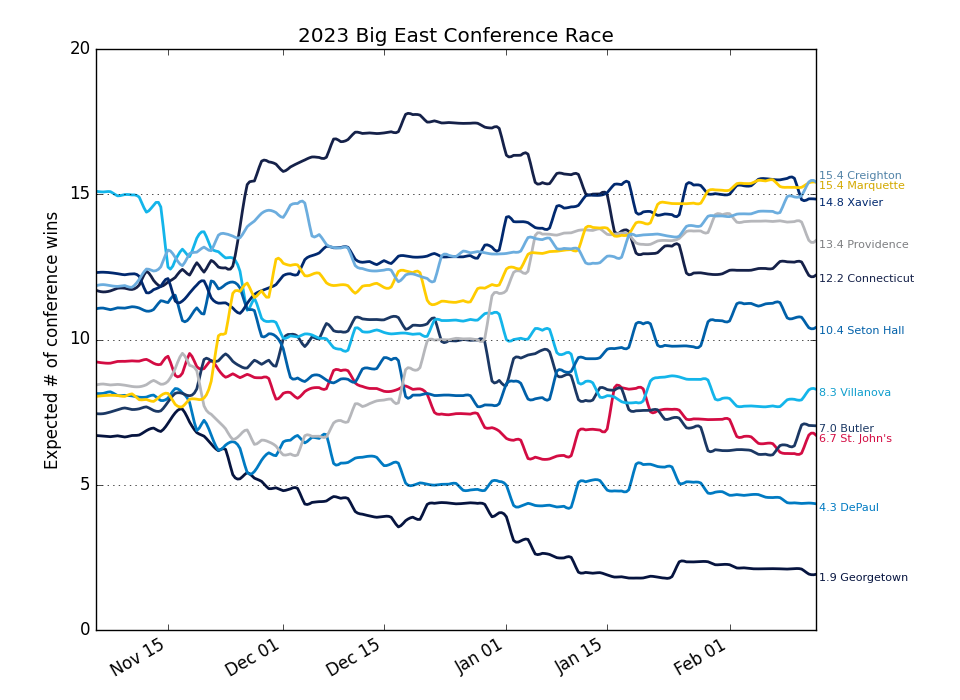 2023 Big East Conference Race
Expected # of conference wins
20
15
10
5
0
Nov 15
Dec 01
Dec 15
Jan 01
Jan 15
Feb 01
15.4 Creighton
15.4 Marquette
14.8 Xavier
13.4 Providence
12.2 Connecticut
10.4 Seton Hall
8.3 Villanova
7.0 Butler
6.7 St. John's
4.3 DePaul
1.9 Georgetown